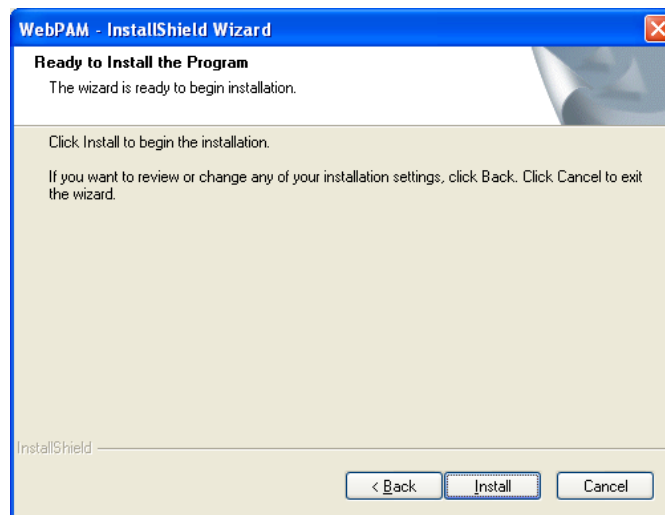 WebPAM - InstallShield Wizard
Ready to Install the Program
The wizard is ready to begin installation.
Click Install to begin the installation.
If you want to review or change any of your installation settings, click Back. Click Cancel to exit
the wizard.
InstallShield
< Back Install Cancel